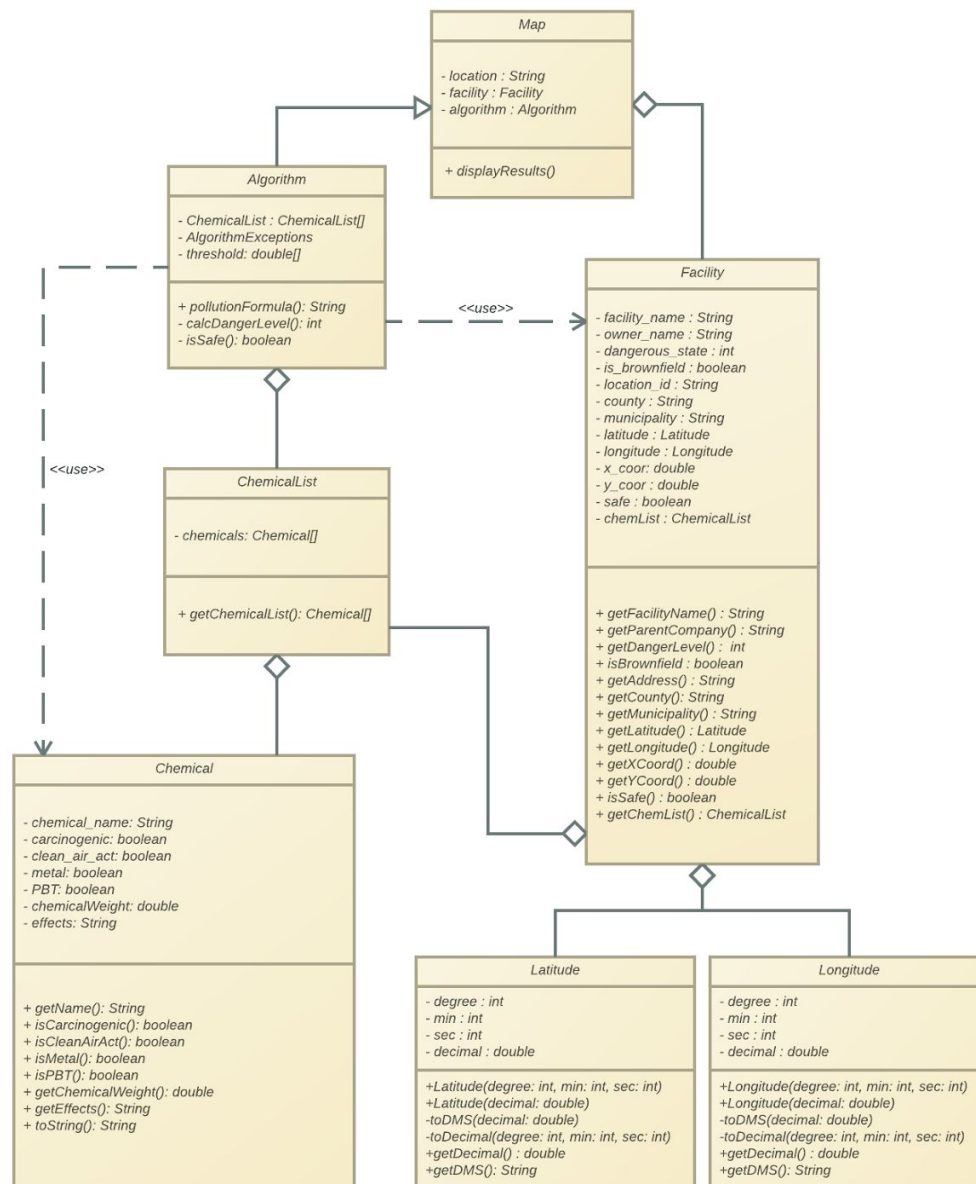 Map
- location : String
- facility : Facility
- algorithm : Algorithm
+ displayResults()
Algorithm
- ChemicalList : ChemicalList[]
- AlgorithmExceptions
- threshold: double[]
+ pollutionFormula(): String
- calcDangerLevel(): int
- isSafe(): boolean
<<use>>
Facility
- facility_name : String
- owner_name : String
- dangerous_state : int
- is_brownfield : boolean
- location_id : String
- county : String
- municipality : String
- latitude : Latitude
- longitude : Longitude
- x_coor: double
- y_coor : double
- safe : boolean
- chemList : ChemicalList
+ getFacilityName() : String
+ getParentCompany() : String
+ getDangerLevel() :  int
+ isBrownfield : boolean
+ getAddress() : String
+ getCounty(): String
+ getMunicipality() : String
+ getLatitude() : Latitude
+ getLongitude() : Longitude
+ getXCoord() : double
+ getYCoord() : double
+ isSafe() : boolean
+ getChemList() : ChemicalList
<<use>>
ChemicalList
- chemicals: Chemical[]
+ getChemicalList(): Chemical[]
Chemical
- chemical_name: String
- carcinogenic: boolean
- clean_air_act: boolean
- metal: boolean
- PBT: boolean
- chemicalWeight: double
- effects: String
+ getName(): String
+ isCarcinogenic(): boolean
+ isCleanAirAct(): boolean
+ isMetal(): boolean
+ isPBT(): boolean
+ getChemicalWeight(): double
+ getEffects(): String
+ toString(): String
Latitude
- degree : int
- min : int
- sec : int
- decimal : double
+Latitude(degree: int, min: int, sec: int)
+Latitude(decimal: double)
-toDMS(decimal: double)
-toDecimal(degree: int, min: int, sec: int)
+getDecimal() : double
+getDMS(): String
Longitude
- degree : int
- min : int
- sec : int
- decimal : double
+Longitude(degree: int, min: int, sec: int)
+Longitude(decimal: double)
-toDMS(decimal: double)
-toDecimal(degree: int, min: int, sec: int)
+getDecimal() : double
+getDMS(): String